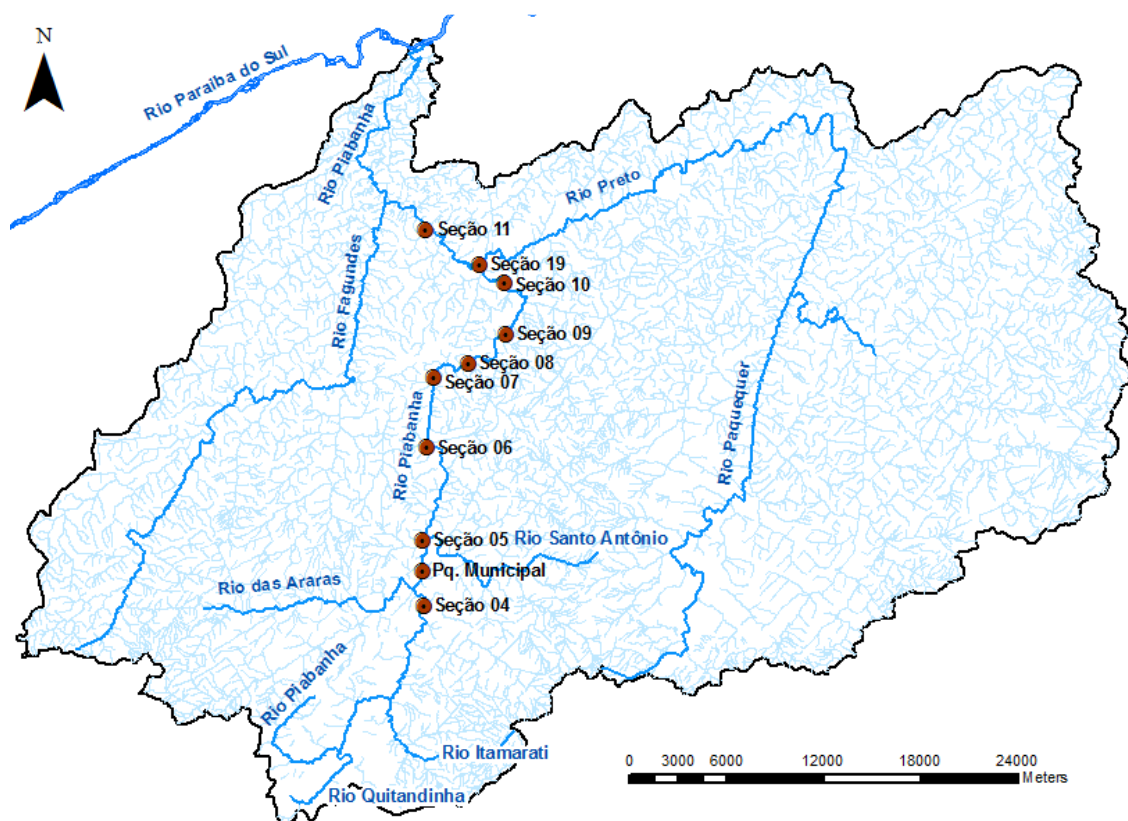 N
Rio Paraíba do Sul
Rio Piabanha
Rio Preto
Seção 11
Rio Fagundes
Seção 19
Seção 10
Seção 09
Seção 08
Seção 07
Rio Piabanha
Rio Paquequer
Seção 06
Seção 05
Rio Santo Antônio
Pq. Municipal
Rio das Araras
Seção 04
Rio Piabanha
Rio Itamarati
Rio Quitandinha
0 3000 6000 12000 18000 24000
Meters